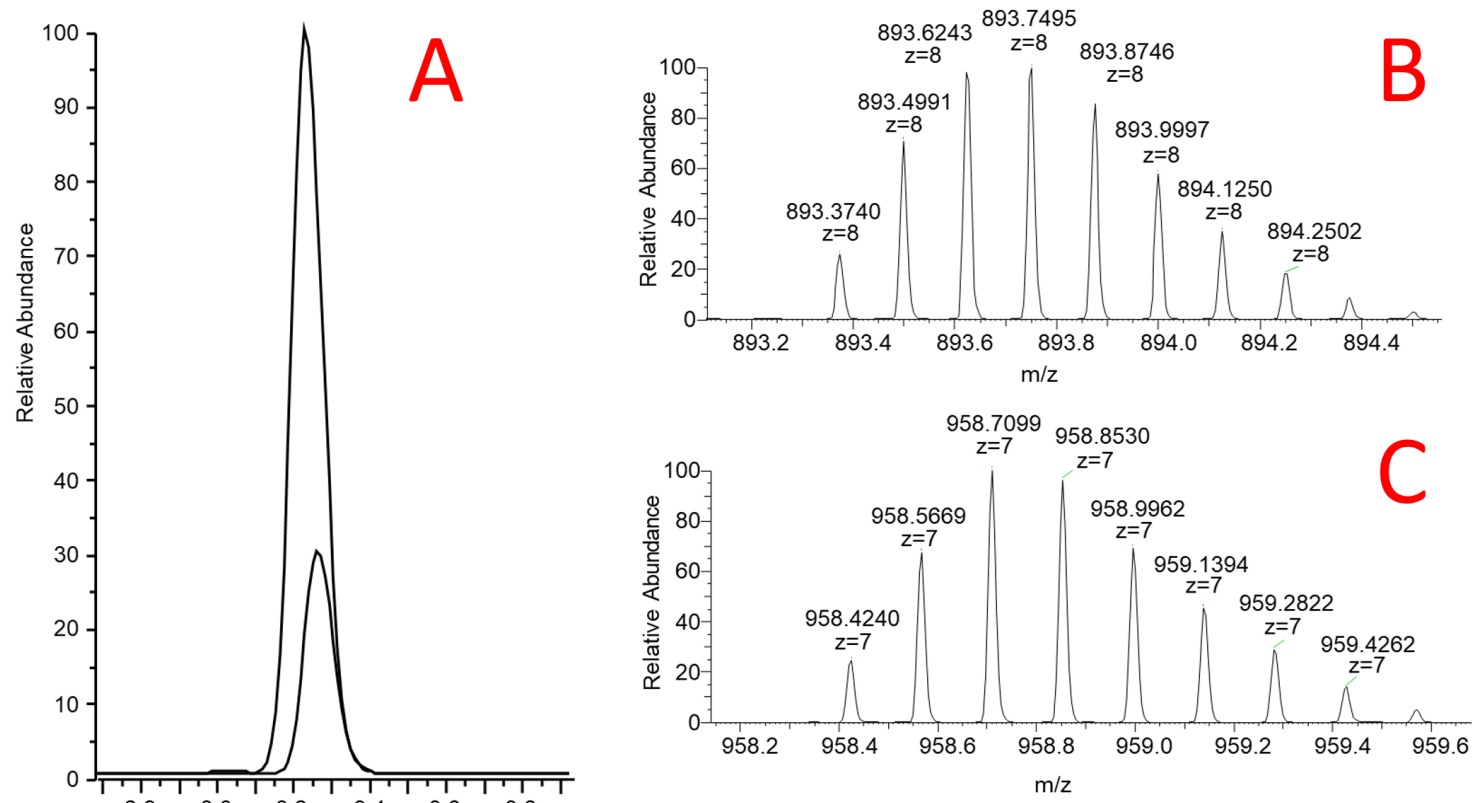 A
Relative Abundance
100
90
80
70
60
50
40
30
20
10
0
B
Relative Abundance
100
80
60
40
20
0
893.3740
z=8
893.4991
z=8
893.6243
z=8
893.7495
z=8
893.8746
z=8
893.9997
z=8
894.1250
z=8
894.2502
z=8
893.2 893.4 893.6 893.8 894.0 894.2 894.4
m/z
C
Relative Abundance
100
80
60
40
20
0
958.4240
z=7
958.5669
z=7
958.7099
z=7
958.8530
z=7
958.9962
z=7
959.1394
z=7
959.2822
z=7
959.4262
z=7
958.2 958.4 958.6 958.8 959.0 959.2 959.4 959.6
m/z